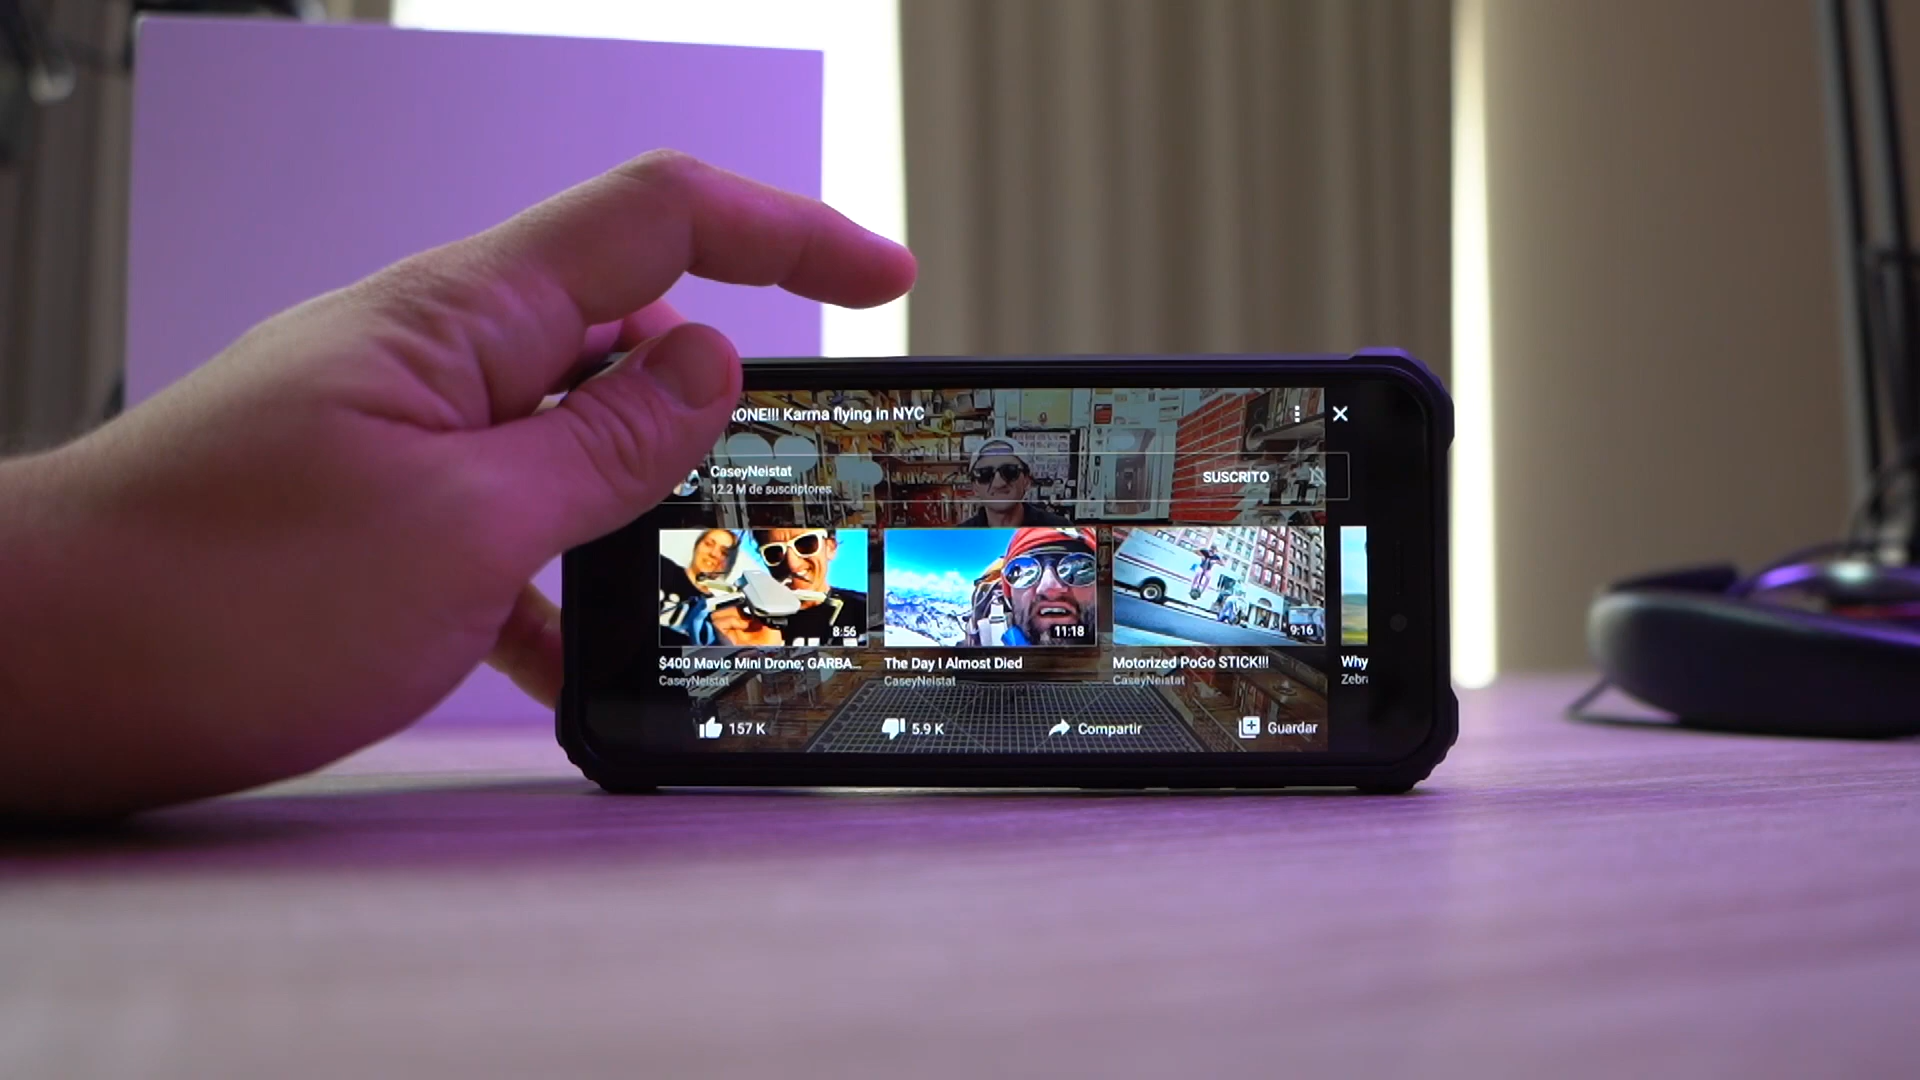 RONE!!! Karma flying in NYC
CaseyNeistat
12.2 M de suscriptores
SUSCRITO
8:56
11:18
9:16
$400 Mavic Mini Drone; GARBA...
The Day I Almost Died
Motorized PoGo STICK!!!
Why
CaseyNeistat
CaseyNeistat
CaseyNeistat
Zebr
157 K
5.9 K
Compartir
Guardar